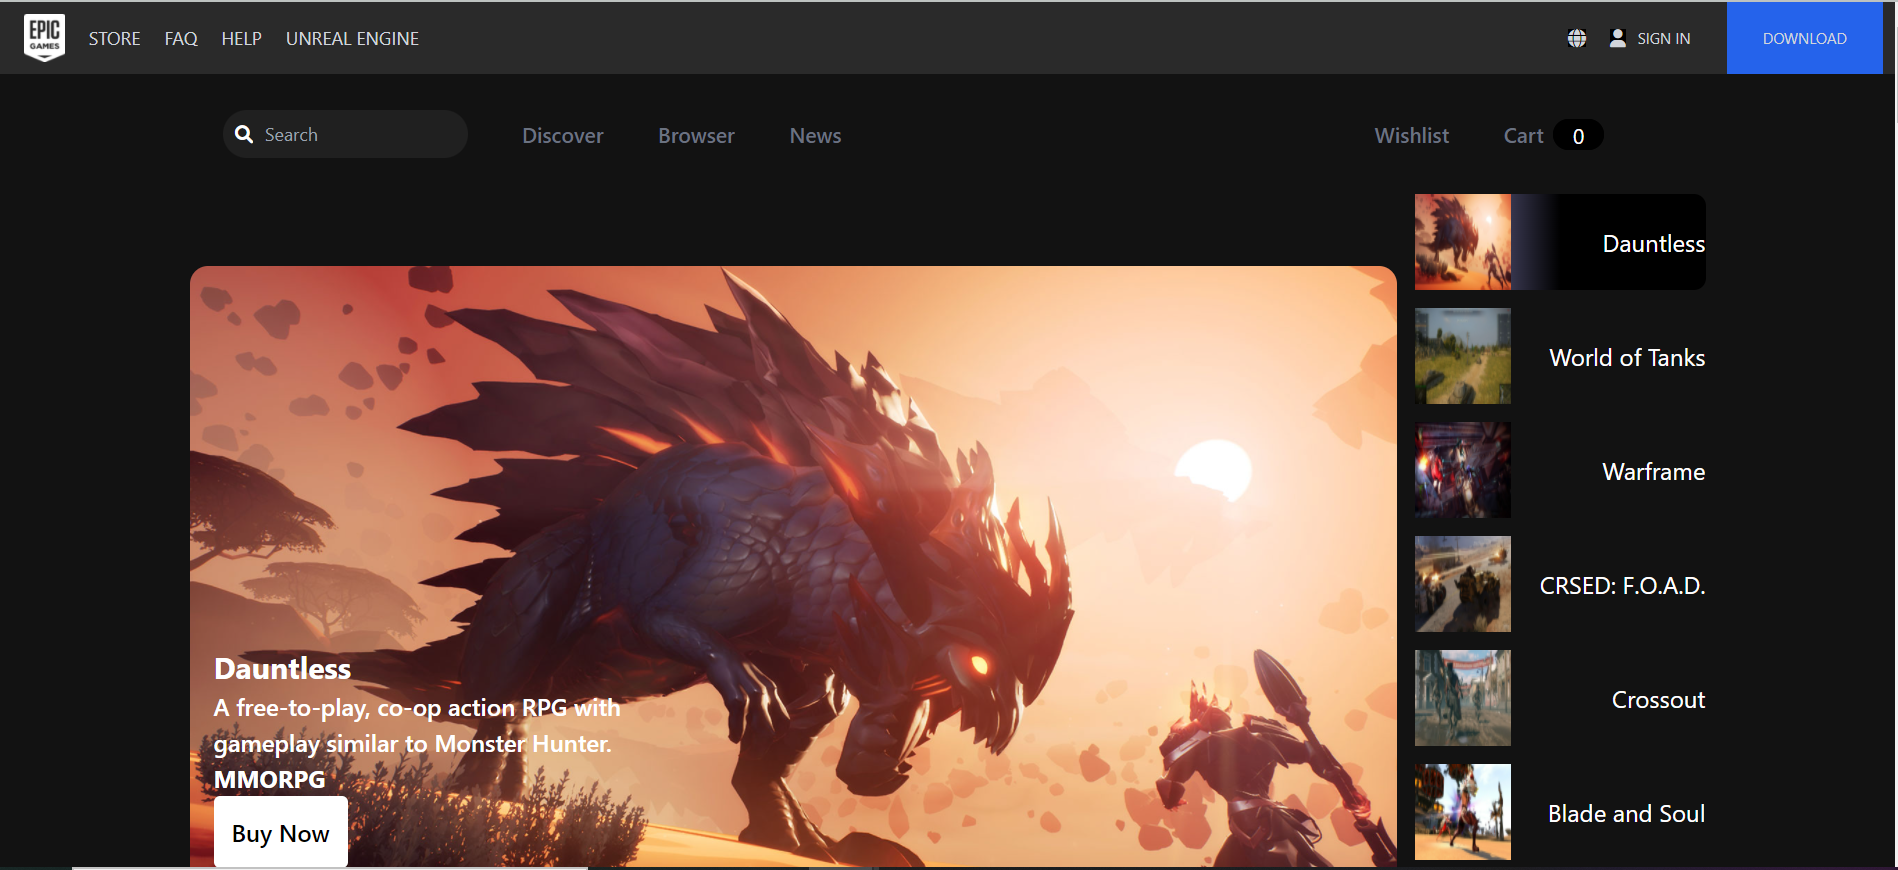 EPIC
GAMES
STORE FAQ HELP UNREAL ENGINE SIGN IN DOWNLOAD
Search Discover Browser News Wishlist Cart 0
Dauntless
World of Tanks
Warframe
CRSED: F.O.A.D.
Crossout
Blade and Soul
Dauntless
A free-to-play, co-op action RPG with
gameplay similar to Monster Hunter.
MMORPG
Buy Now